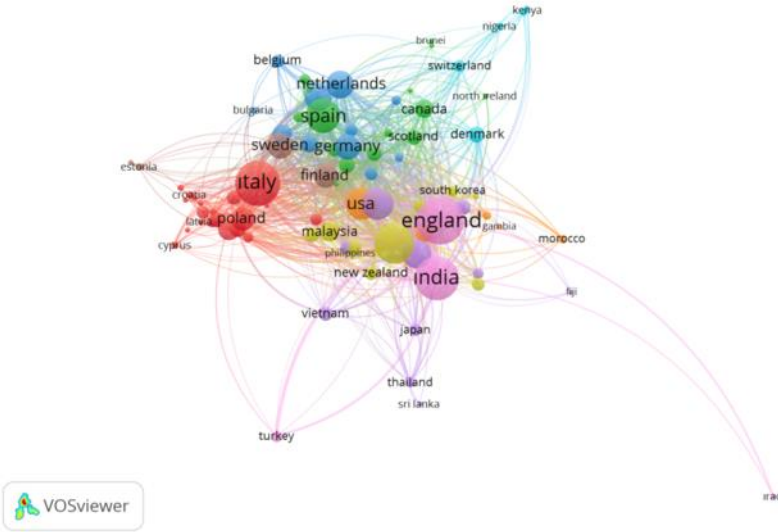 kenya
nigeria
brunei
belgium
switzerland
netherlands
north ireland
bulgaria
spain
canada
scotland
denmark
sweden
germany
estonia
finland
italy
south korea
croatia
usa
poland
england
latvia
malaysia
gambia
morocco
cyprus
philippines
new zealand
india
fiji
vietnam
japan
thailand
sri lanka
turkey
VOSviewer